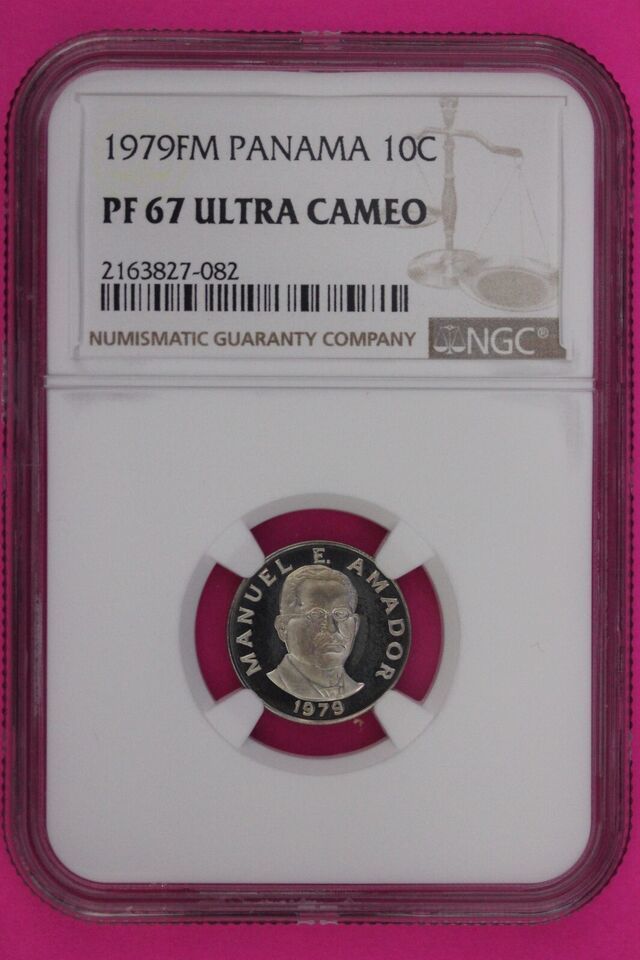 1979FM PANAMA 10C
PF 67 ULTRA CAMEO
2163827-082
NUMISMATIC GUARANTY COMPANY NGC®
MANUEL E. AMADOR
1979